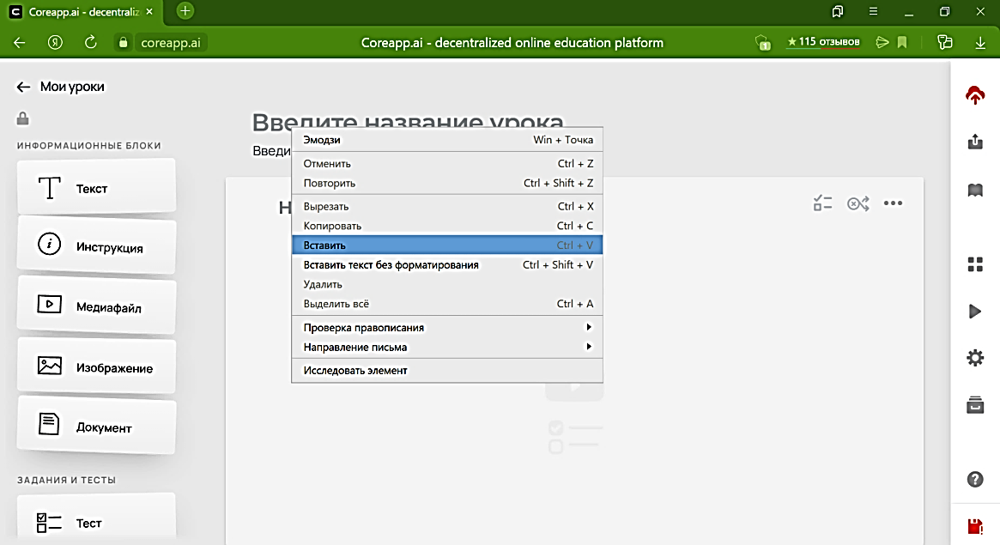 Coreapp.ai - decentraliz
coreapp.ai
Coreapp.ai - decentralized online education platform
115 отзывов
Мои уроки
ИНФОРМАЦИОННЫЕ БЛОКИ
Текст
Инструкция
Медиафайл
Изображение
Документ
ЗАДАНИЯ И ТЕСТЫ
Тест
Введите название урока
Введи
Н
Эмодзи Win + Точка
Отменить Ctrl + Z
Повторить Ctrl + Shift + Z
Вырезать Ctrl + X
Копировать Ctrl + C
Вставить Ctrl + V
Вставить текст без форматирования Ctrl + Shift + V
Удалить
Выделить всё Ctrl + A
Проверка правописания
Направление письма
Исследовать элемент